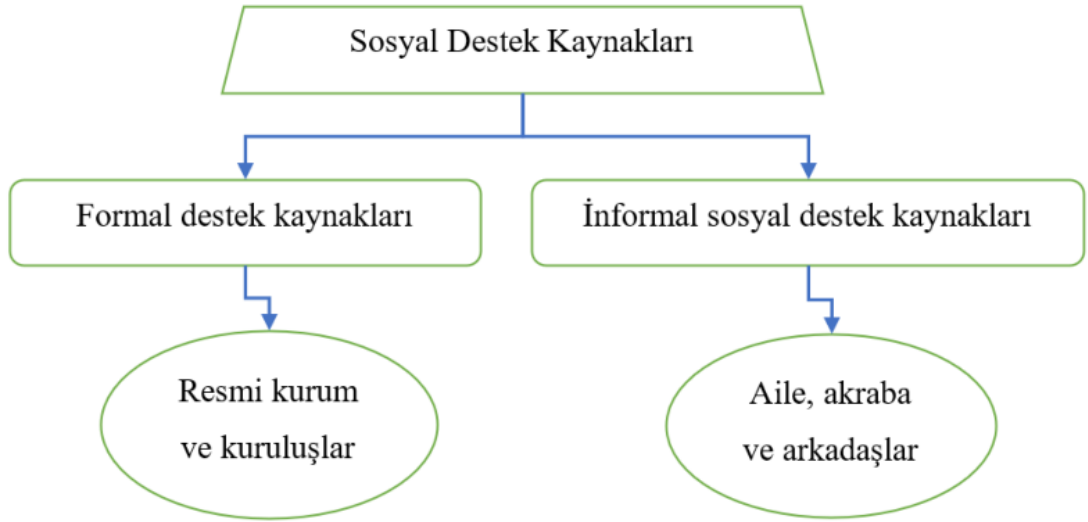 Sosyal Destek Kaynakları
Formal destek kaynakları
İnformal sosyal destek kaynakları
Resmi kurum
ve kuruluşlar
Aile, akraba
ve arkadaşlar